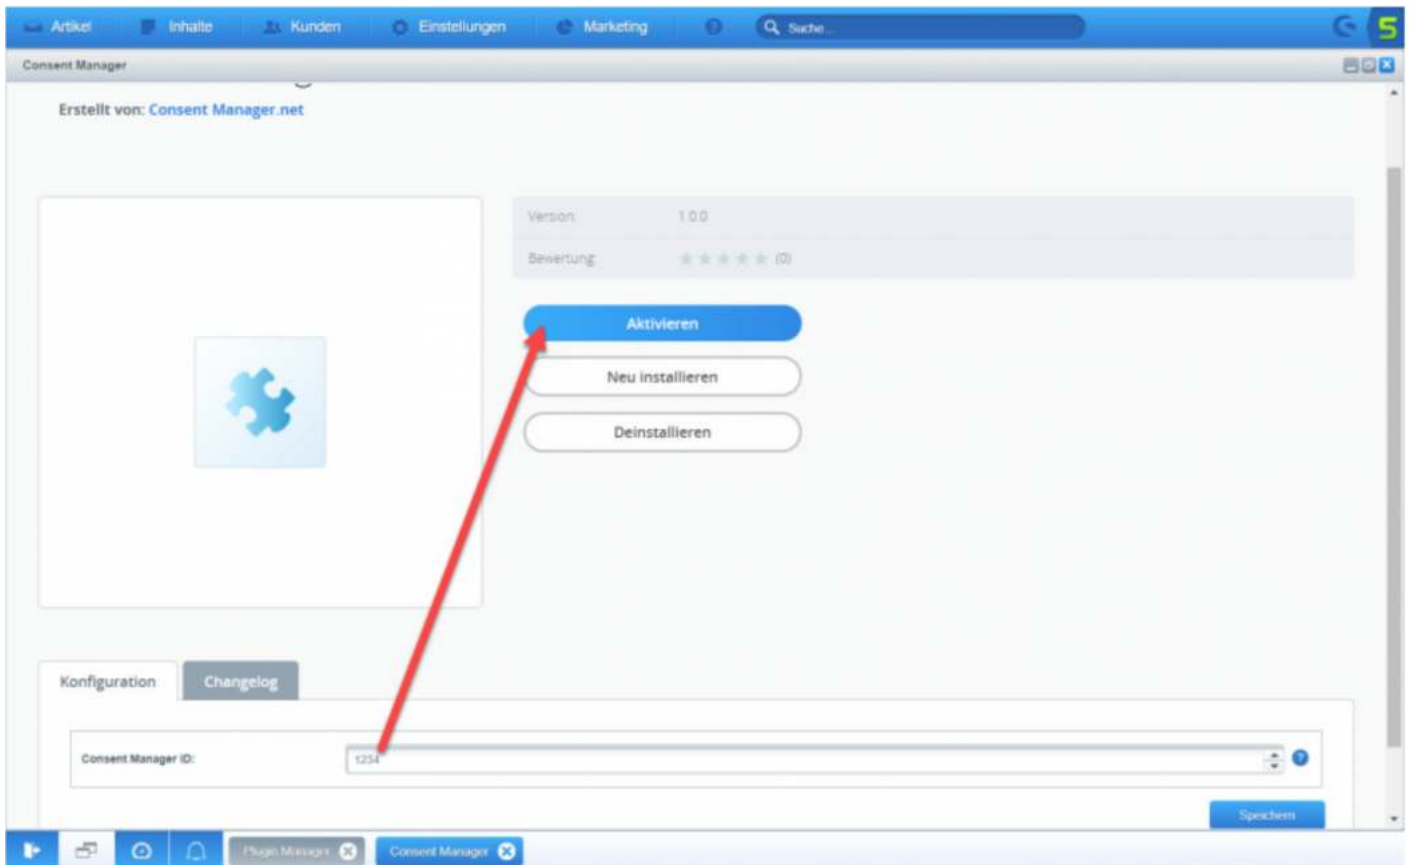 Artikel Inhalte Kunden Einstellungen Marketing Suche...
Consent Manager
Erstellt von: Consent Manager.net
Version: 1.0.0
Bewertung: (0)
Aktivieren
Neu installieren
Deinstallieren
Konfiguration Changelog
Consent Manager ID: 1234
Speichern
Plugin Manager Consent Manager